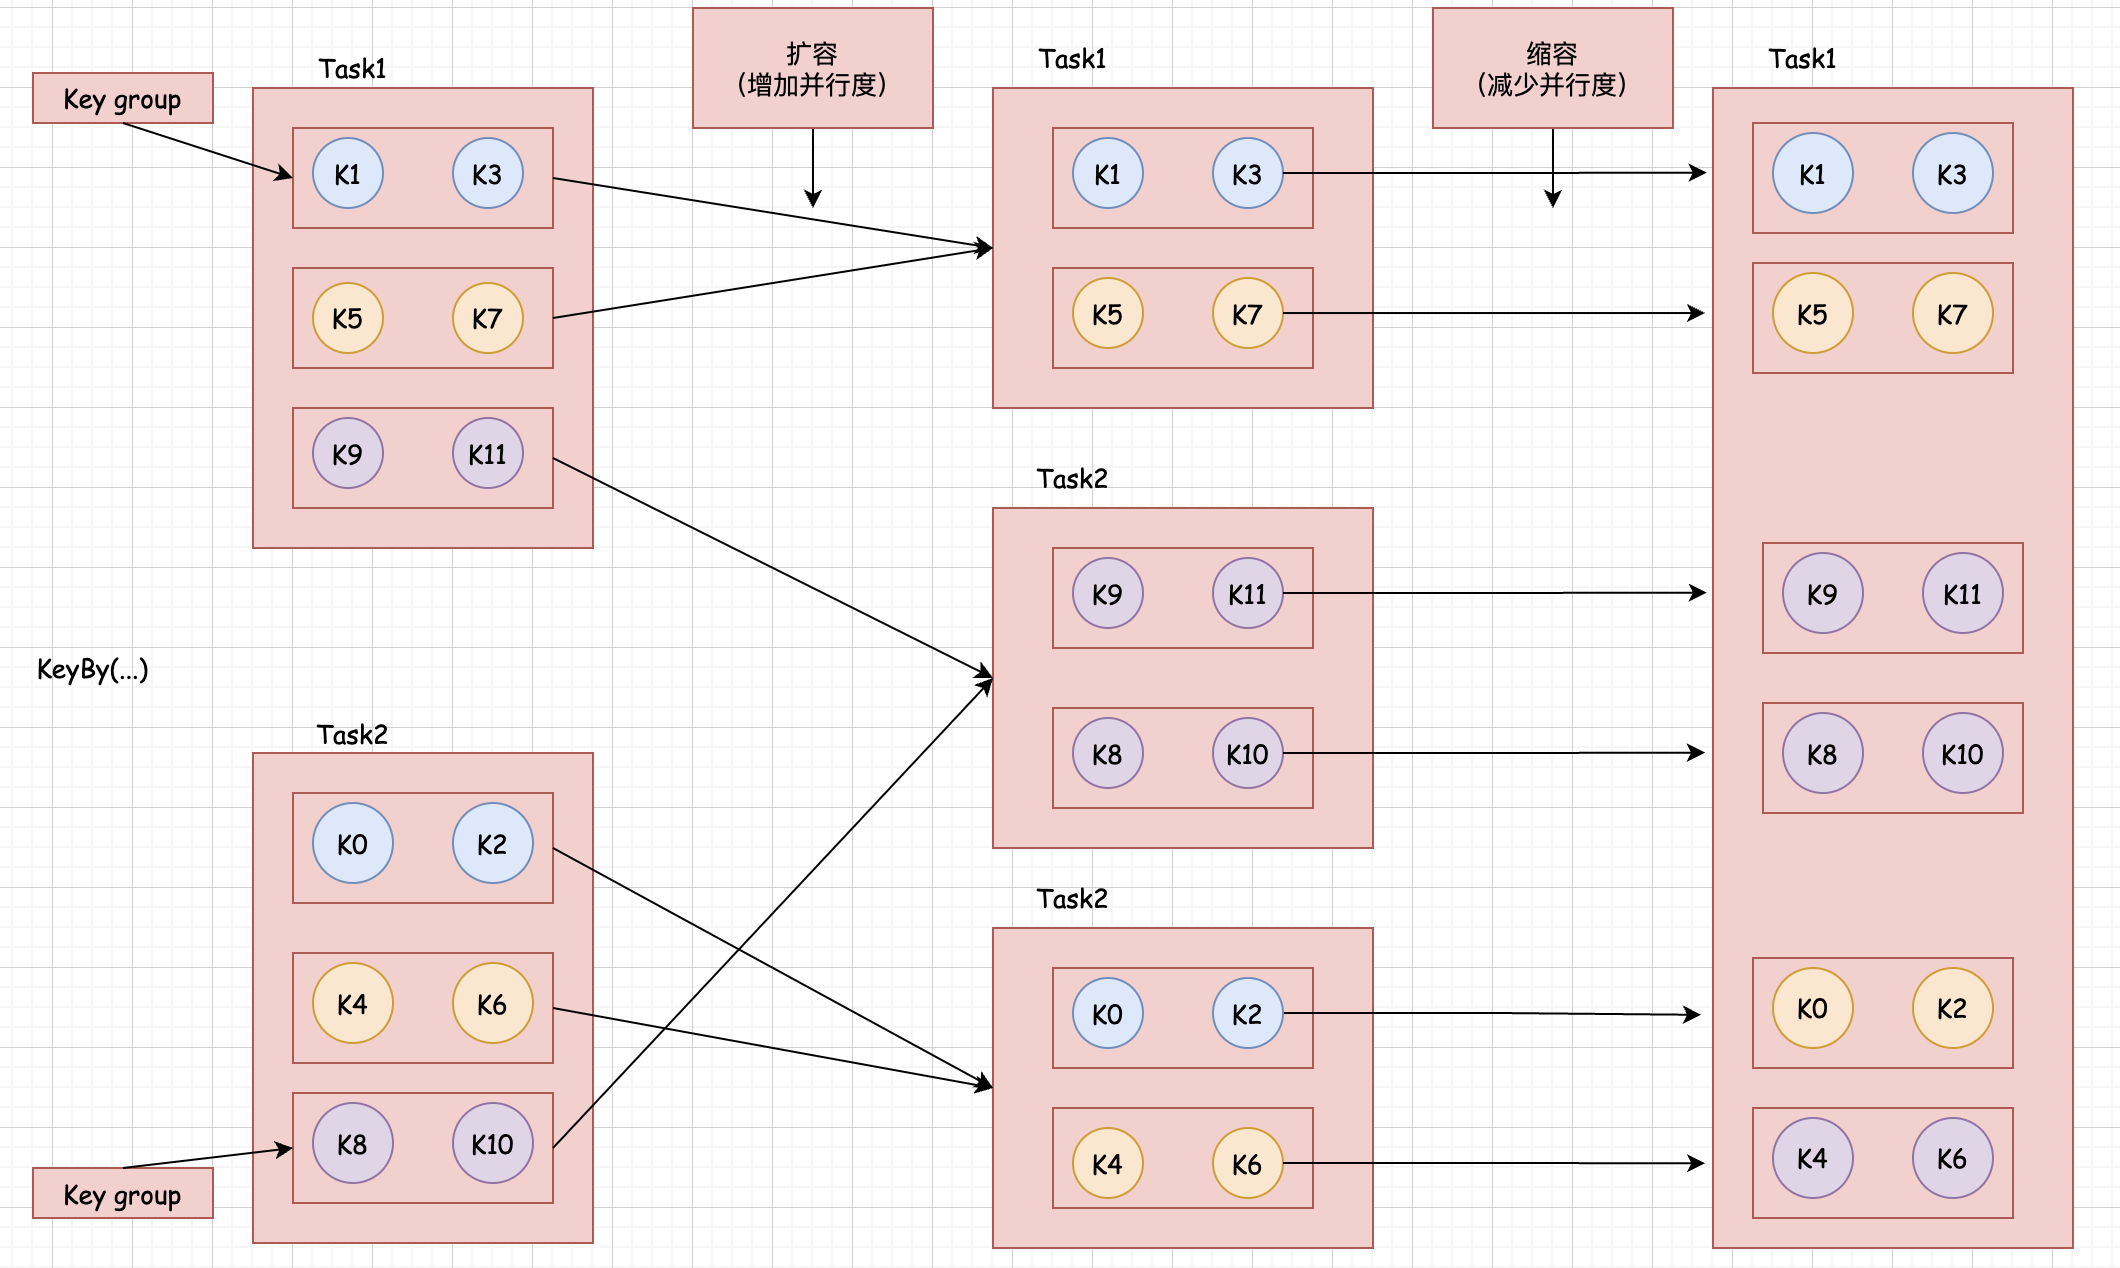 Key group
Task1
K1 K3
K5 K7
K9 K11
KeyBy(...)
Task2
K0 K2
K4 K6
K8 K10
Key group
扩容
(增加并行度)
Task1
K1 K3
K5 K7
Task2
K9 K11
K8 K10
Task2
K0 K2
K4 K6
缩容
(减少并行度)
Task1
K1 K3
K5 K7
K9 K11
K8 K10
K0 K2
K4 K6